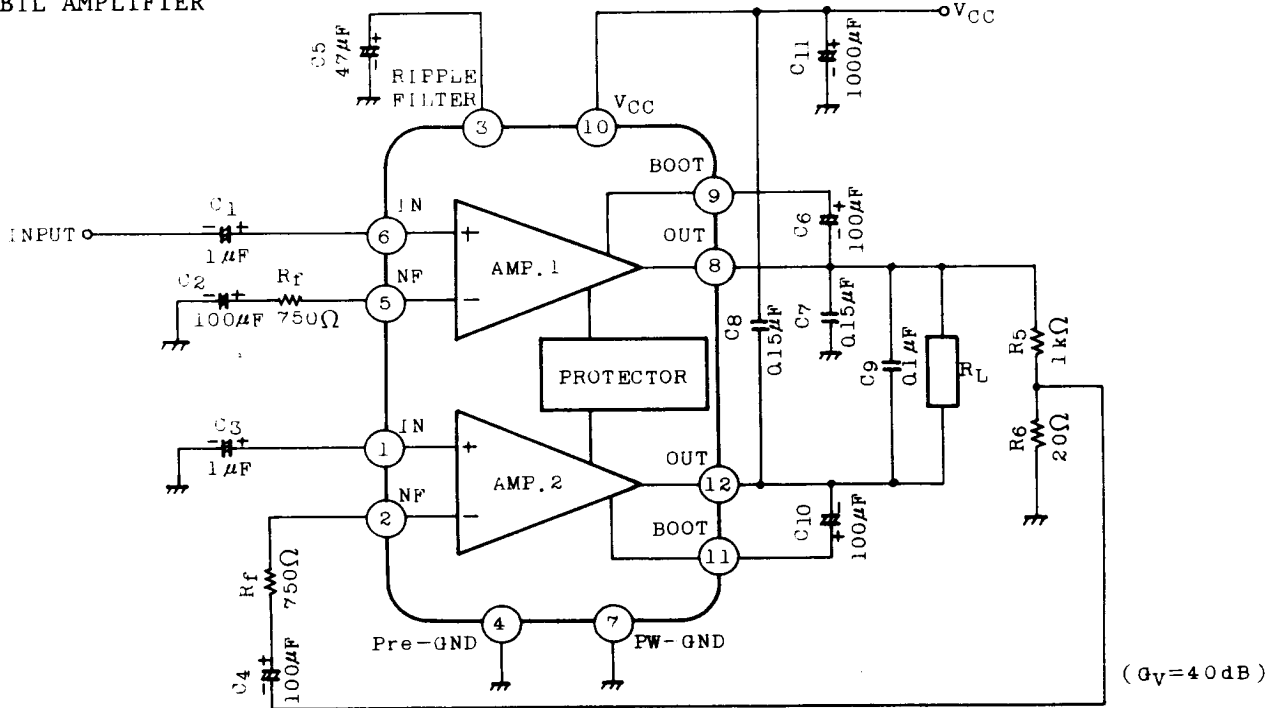 BTL AMPLIFIER
VCC
C5
47μF
C11
1000μF
RIPPLE
FILTER
VCC
3
10
BOOT
9
C1
IN
C6
100μF
INPUT
6
+
OUT
1μF
AMP.1
8
C2
Rf
NF
5
−
100μF
750Ω
C8
0.15μF
C7
0.15μF
C9
0.1μF
RL
R5
1kΩ
PROTECTOR
C3
IN
1
+
R6
20Ω
1μF
OUT
AMP.2
12
NF
2
−
BOOT
C10
100μF
11
Rf
750Ω
4
7
Pre-GND
PW-GND
C4
100μF
(GV=40dB)